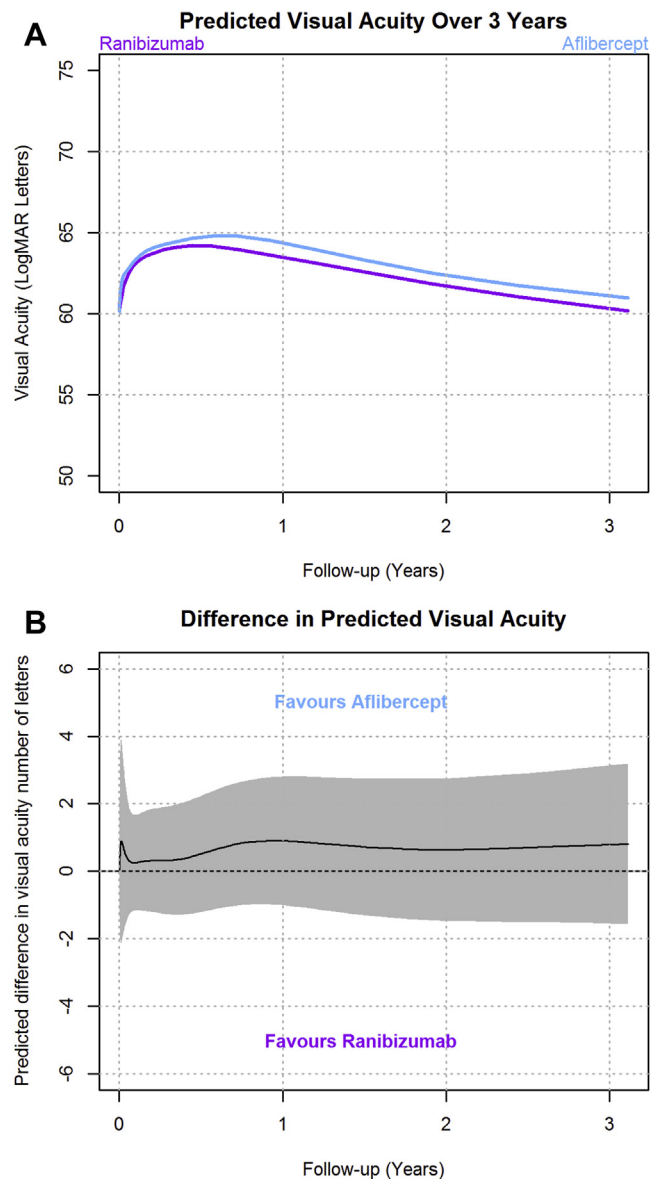 A
Predicted Visual Acuity Over 3 Years
Ranibizumab
Aflibercept
Visual Acuity (LogMAR Letters)
75
70
65
60
55
50
0 1 2 3
Follow-up (Years)
B
Difference in Predicted Visual Acuity
Predicted difference in visual acuity number of letters
6
Favours Aflibercept
4
2
0
-2
-4
Favours Ranibizumab
-6
0 1 2 3
Follow-up (Years)